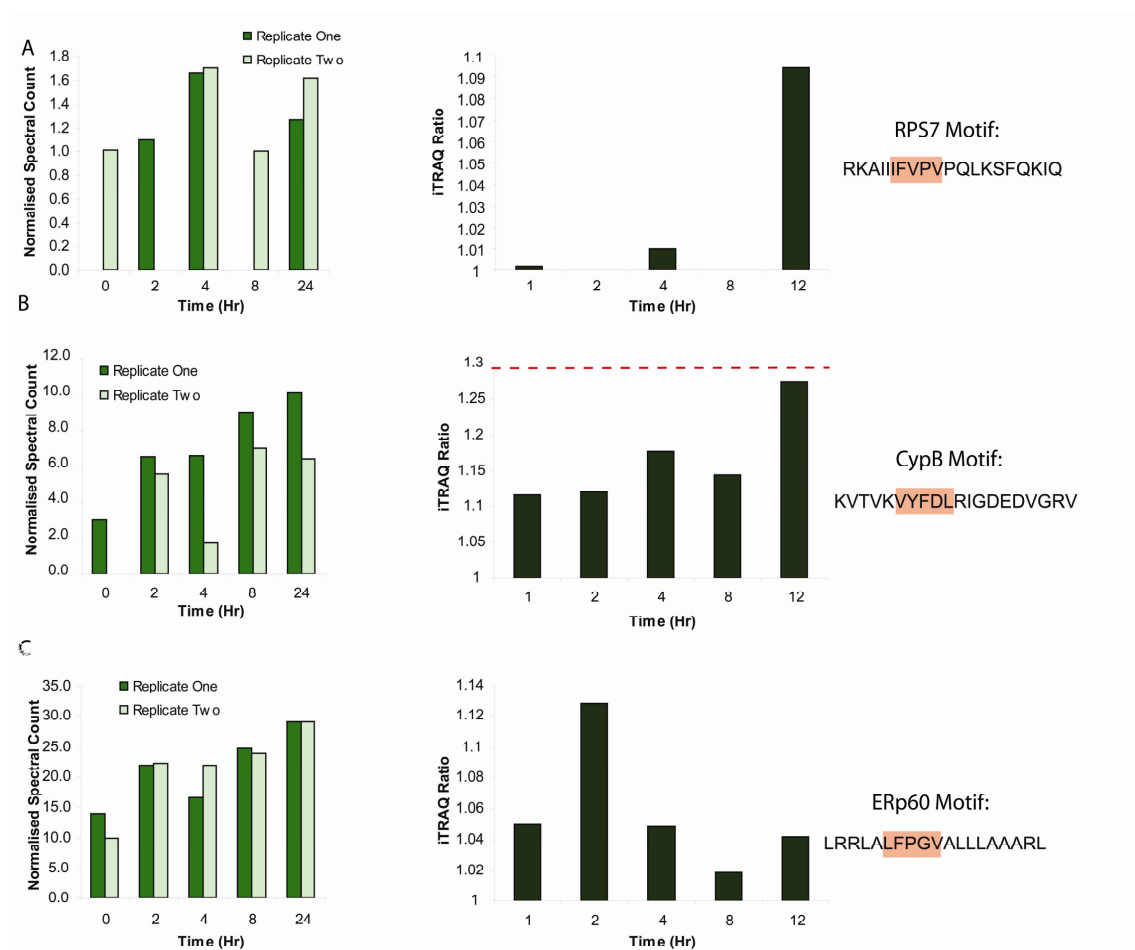 A
Replicate One
Replicate Two
Normalised Spectral Count
1.8
1.6
1.4
1.2
1.0
0.8
0.6
0.4
0.2
0.0
0 2 4 8 24
Time (Hr)
iTRAQ Ratio
1.1
1.09
1.08
1.07
1.06
1.05
1.04
1.03
1.02
1.01
1
1 2 4 8 12
Time (Hr)
RPS7 Motif:
RKAIIIFVPVPQLKSFQKIQ
B
Replicate One
Replicate Two
Normalised Spectral Count
12.0
10.0
8.0
6.0
4.0
2.0
0.0
0 2 4 8 24
Time (Hr)
iTRAQ Ratio
1.3
1.25
1.2
1.15
1.1
1.05
1
1 2 4 8 12
Time (Hr)
CypB Motif:
KVTVKVYFDLRIGDEDVGRV
C
Replicate One
Replicate Two
Normalised Spectral Count
35.0
30.0
25.0
20.0
15.0
10.0
5.0
0.0
0 2 4 8 24
Time (Hr)
iTRAQ Ratio
1.14
1.12
1.1
1.08
1.06
1.04
1.02
1
1 2 4 8 12
Time (Hr)
ERp60 Motif:
LRRLALFPGVALLLAAARL